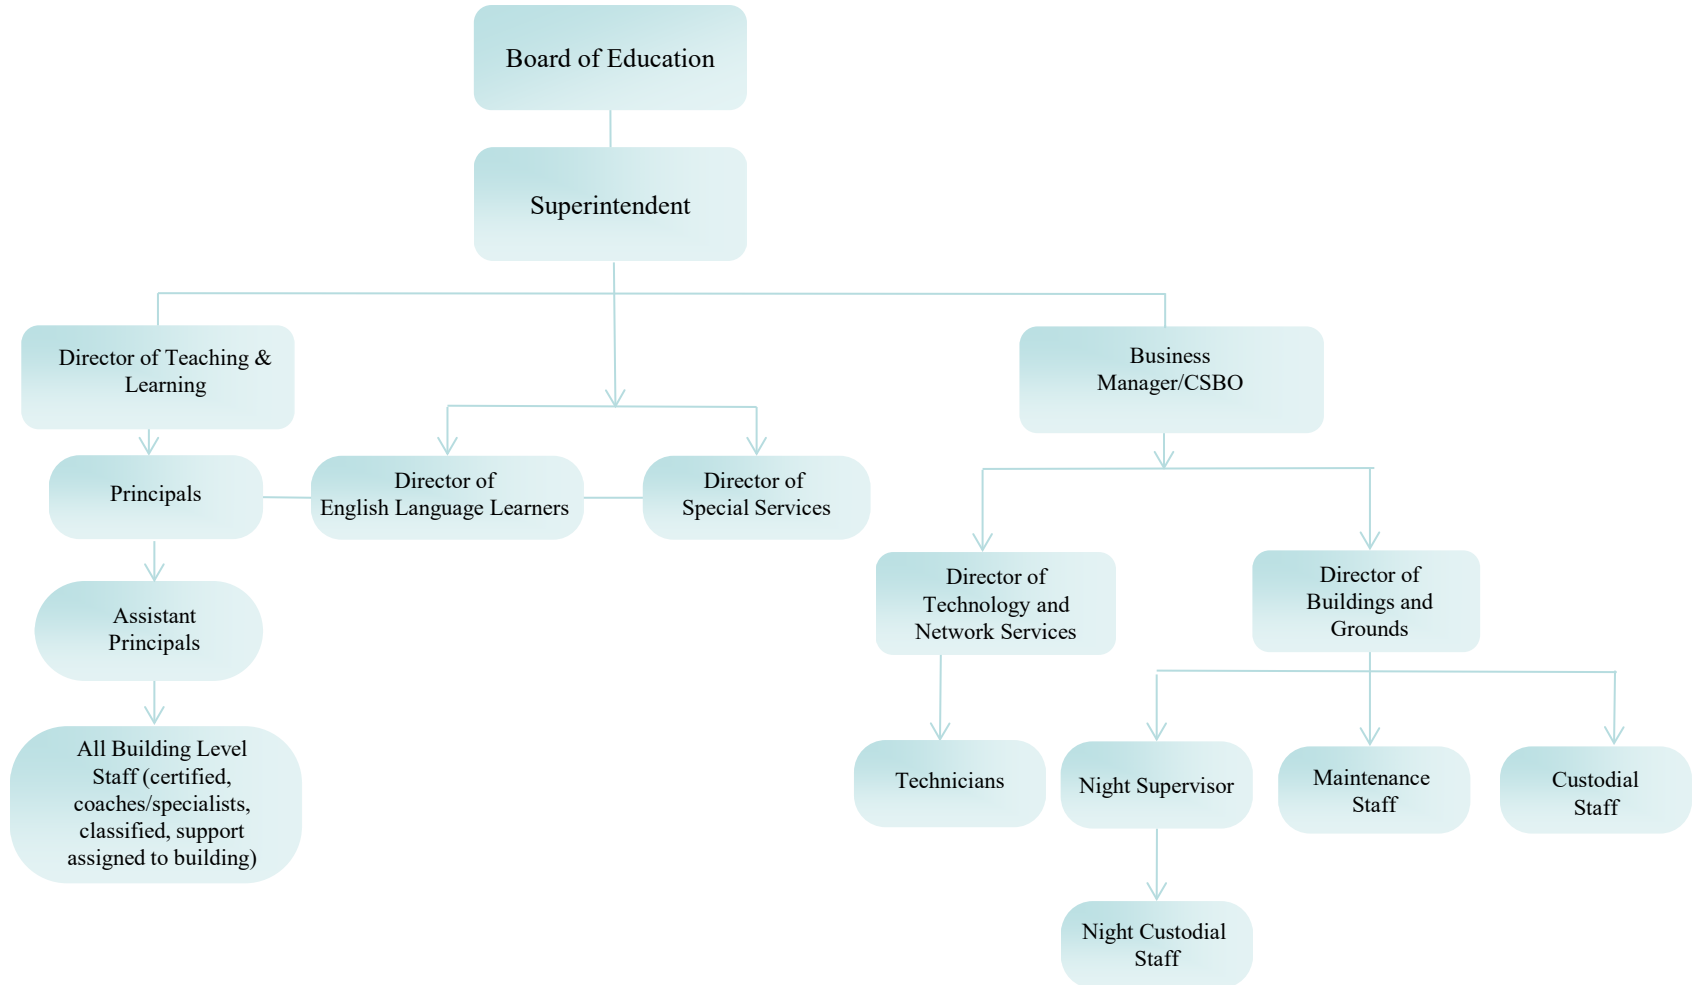 Board of Education
Superintendent
Director of Teaching &
Learning
Business
Manager/CSBO
Principals
Director of
English Language Learners
Director of
Special Services
Director of
Technology and
Network Services
Director of
Buildings and
Grounds
Assistant
Principals
All Building Level
Staff (certified,
coaches/specialists,
classified, support
assigned to building)
Technicians
Night Supervisor
Maintenance
Staff
Custodial
Staff
Night Custodial
Staff